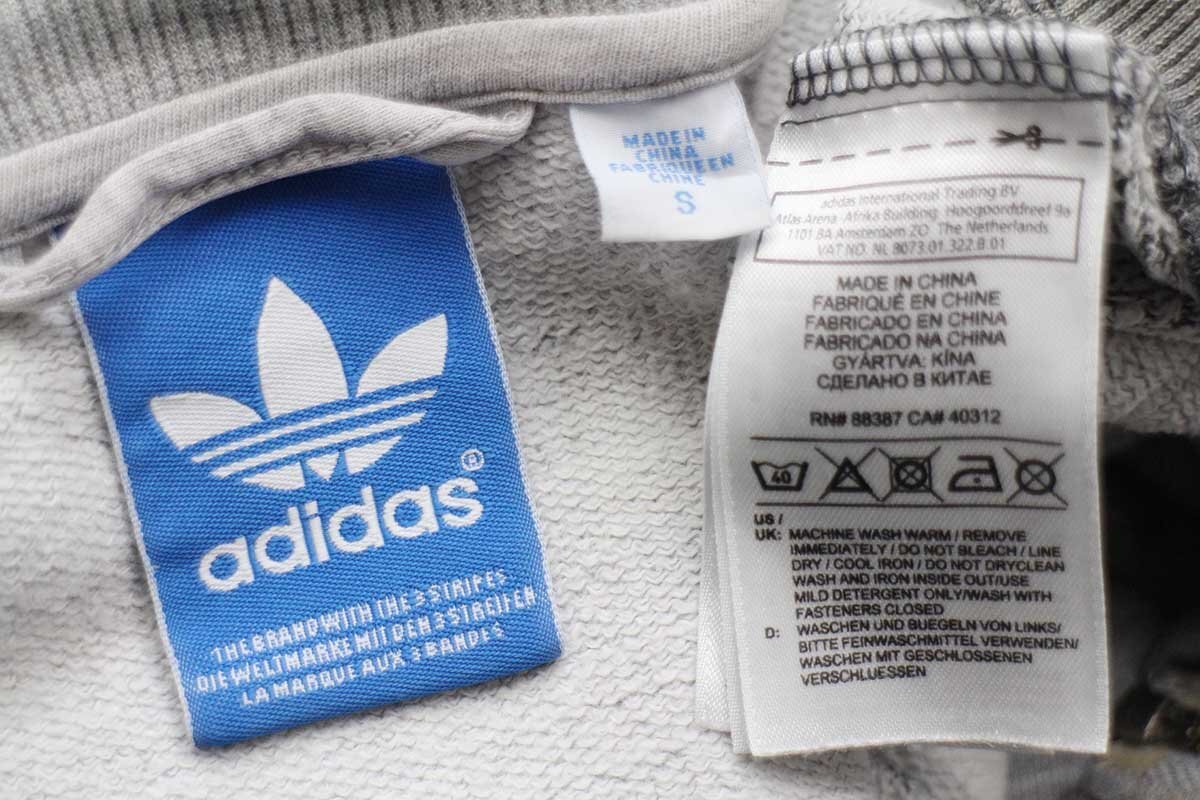 adidas®
THE BRAND WITH THE 3 STRIPES
DIE WELTMARKE MIT DEN 3 STREIFEN
LA MARQUE AUX 3 BANDES
MADE IN
CHINA
FABRIQUE EN
CHINE
S
adidas International Trading BV
Atlas Arena Afrika Building, Hoogoorddreef 9a
1101 BA Amsterdam ZO The Netherlands
VAT NO. NL 8073.01.322.B.01
MADE IN CHINA
FABRIQUÉ EN CHINE
FABRICADO EN CHINA
FABRICADO NA CHINA
GYÁRTVA: KÍNA
СДЕЛАНО В КИТАЕ
RN# 88387 CA# 40312
40
US /
UK: MACHINE WASH WARM / REMOVE
IMMEDIATELY / DO NOT BLEACH / LINE
DRY / COOL IRON / DO NOT DRYCLEAN
WASH AND IRON INSIDE OUT/USE
MILD DETERGENT ONLY/WASH WITH
FASTENERS CLOSED
D: WASCHEN UND BUEGELN VON LINKS/
BITTE FEINWASCHMITTEL VERWENDEN/
WASCHEN MIT GESCHLOSSENEN
VERSCHLUESSEN